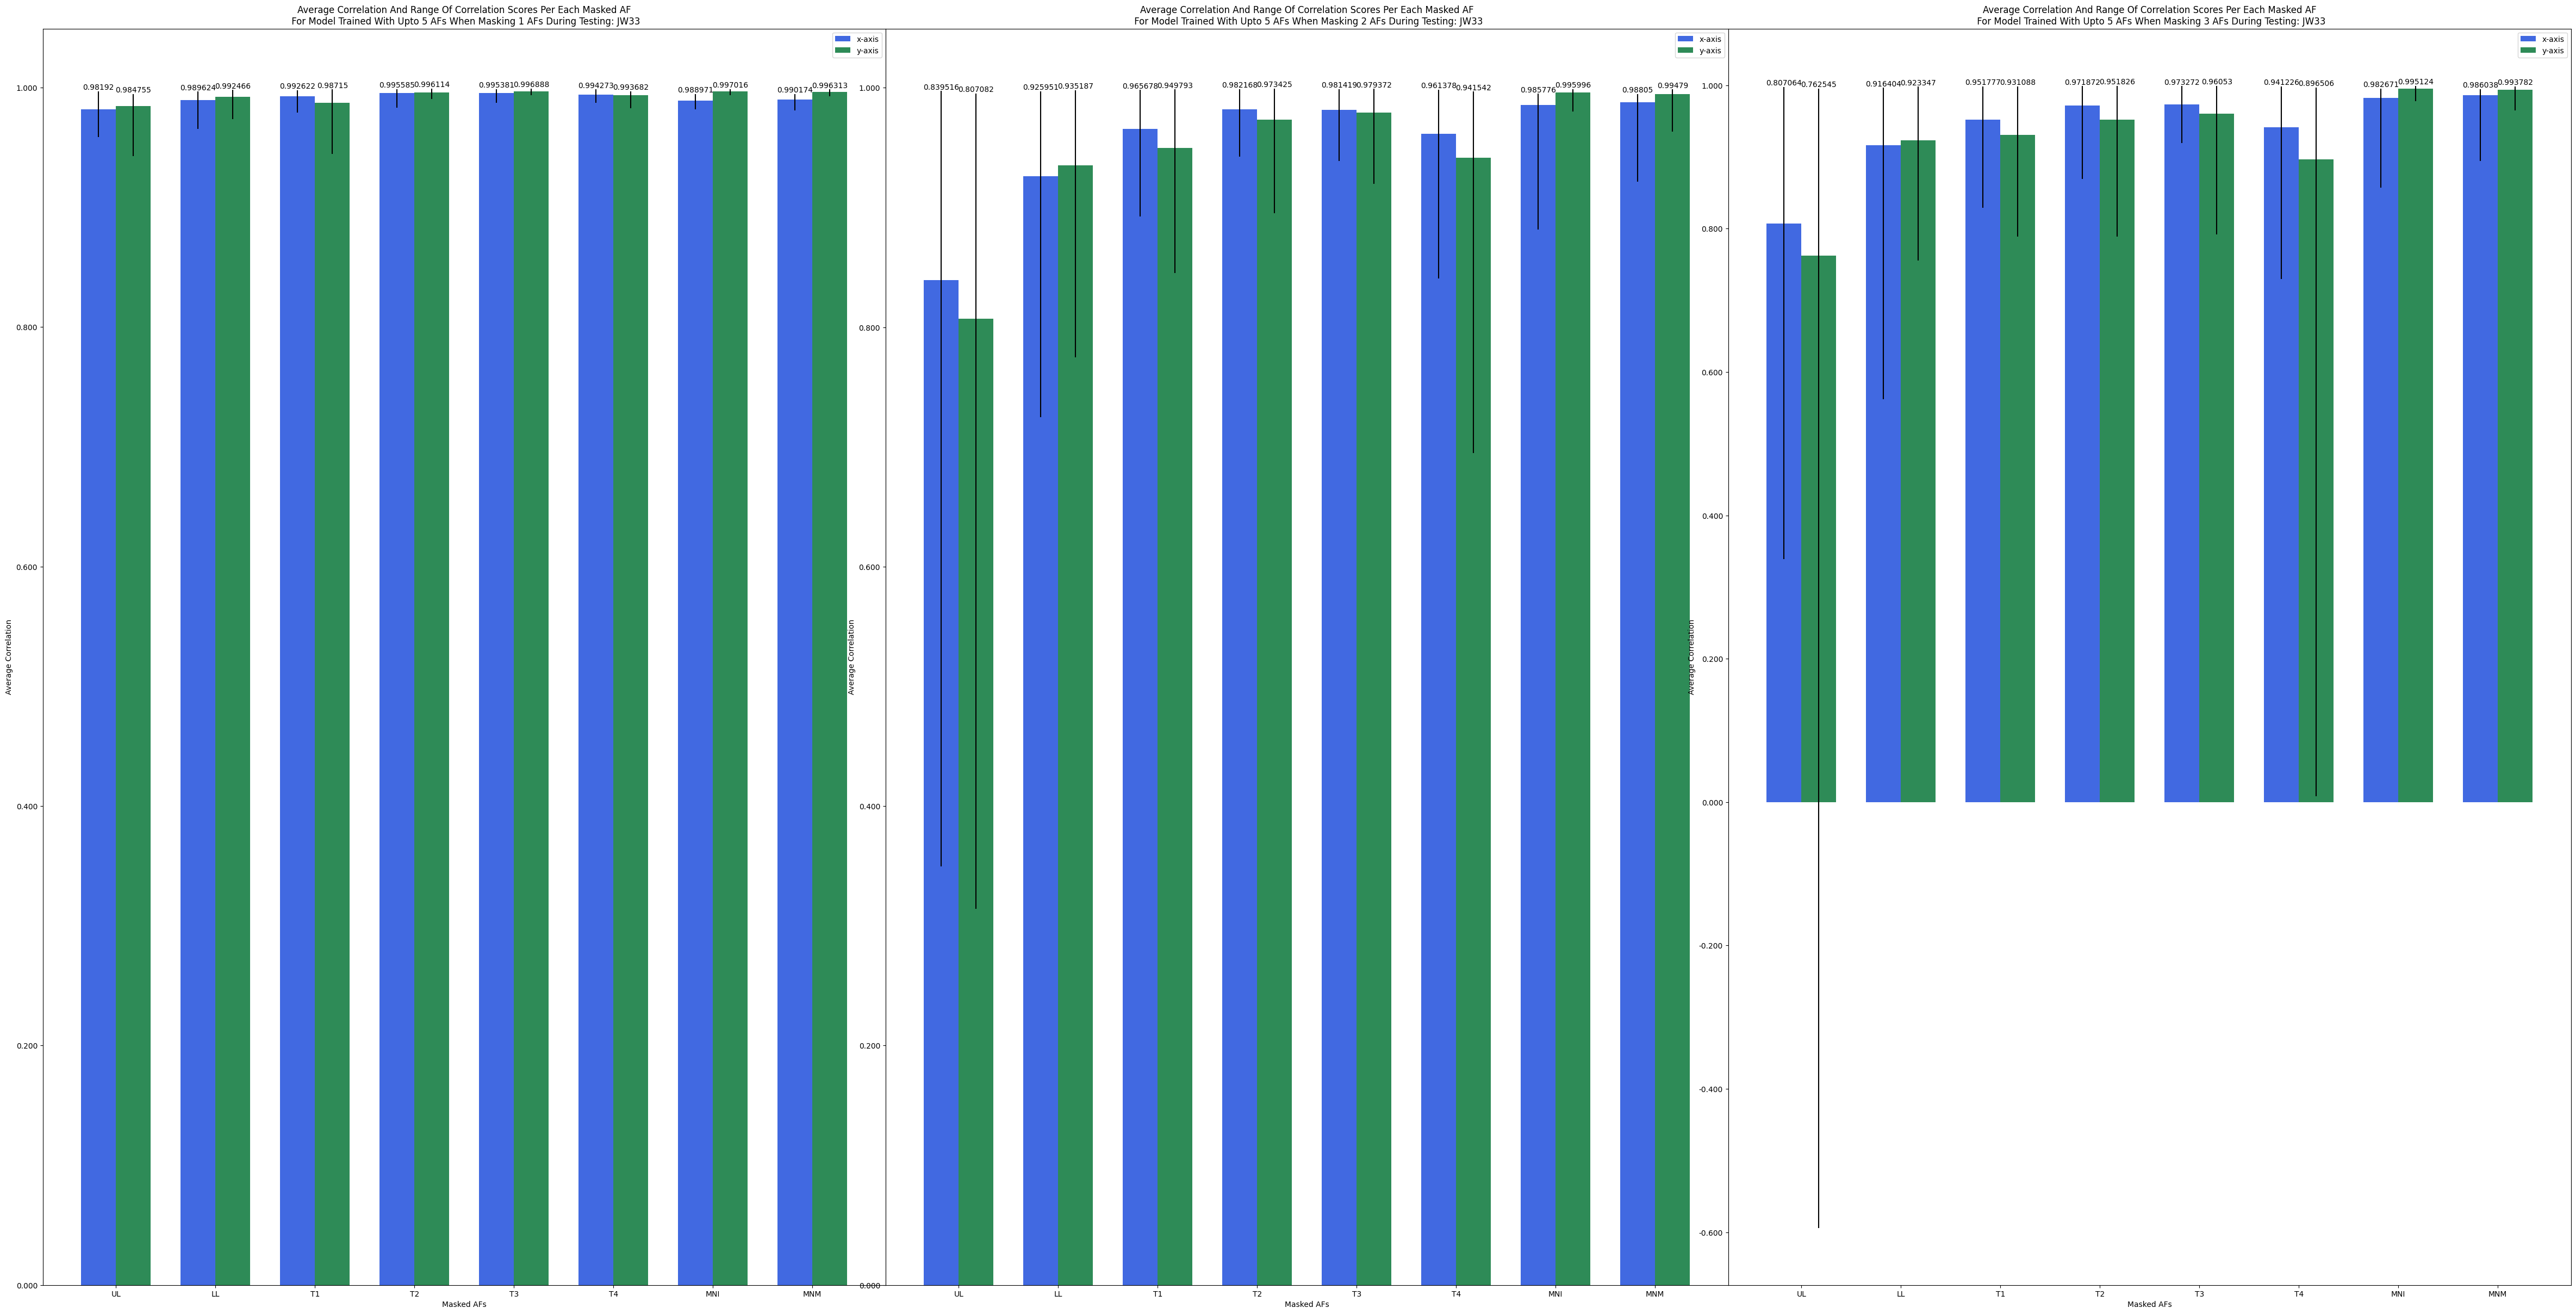 Average Correlation And Range Of Correlation Scores Per Each Masked AF
For Model Trained With Upto 5 AFs When Masking 1 AFs During Testing: JW33
x-axis
y-axis
0.98192 0.984755 0.989624 0.992466 0.992622 0.98715 0.995585 0.996114 0.995381 0.996888 0.994273 0.993682 0.988971 0.997016 0.990174 0.996313
1.000
0.800
0.600
0.400
0.200
0.000
Average Correlation
UL LL T1 T2 T3 T4 MNI MNM
Masked AFs
Average Correlation And Range Of Correlation Scores Per Each Masked AF
For Model Trained With Upto 5 AFs When Masking 2 AFs During Testing: JW33
x-axis
y-axis
0.839516 0.807082 0.925951 0.935187 0.965678 0.949793 0.982168 0.973425 0.981419 0.979372 0.961378 0.941542 0.985776 0.995996 0.98805 0.99479
1.000
0.800
0.600
0.400
0.200
0.000
Average Correlation
UL LL T1 T2 T3 T4 MNI MNM
Masked AFs
Average Correlation And Range Of Correlation Scores Per Each Masked AF
For Model Trained With Upto 5 AFs When Masking 3 AFs During Testing: JW33
x-axis
y-axis
0.807064 0.762545 0.916404 0.923347 0.951777 0.931088 0.971872 0.951826 0.973272 0.96053 0.941226 0.896506 0.982671 0.995124 0.986038 0.993782
1.000
0.800
0.600
0.400
0.200
0.000
-0.200
-0.400
-0.600
Average Correlation
UL LL T1 T2 T3 T4 MNI MNM
Masked AFs